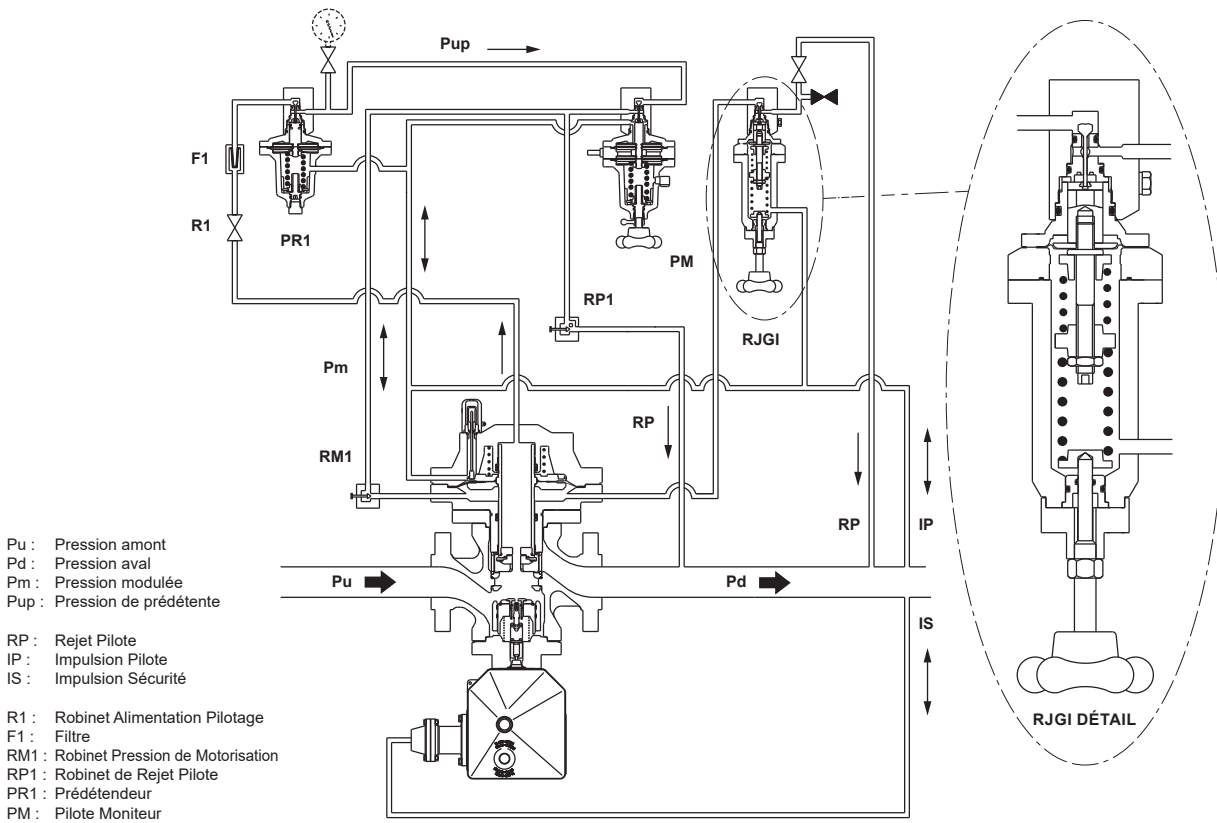 Pup
F1
R1
PR1
PM
RP1
RJGI
Pm
RP
RM1
RP
IP
Pu
Pd
IS
RJGI DÉTAIL
Pu : Pression amont
Pd : Pression aval
Pm : Pression modulée
Pup : Pression de prédétente
RP : Rejet Pilote
IP : Impulsion Pilote
IS : Impulsion Sécurité
R1 : Robinet Alimentation Pilotage
F1 : Filtre
RM1 : Robinet Pression de Motorisation
RP1 : Robinet de Rejet Pilote
PR1 : Prédétendeur
PM : Pilote Moniteur